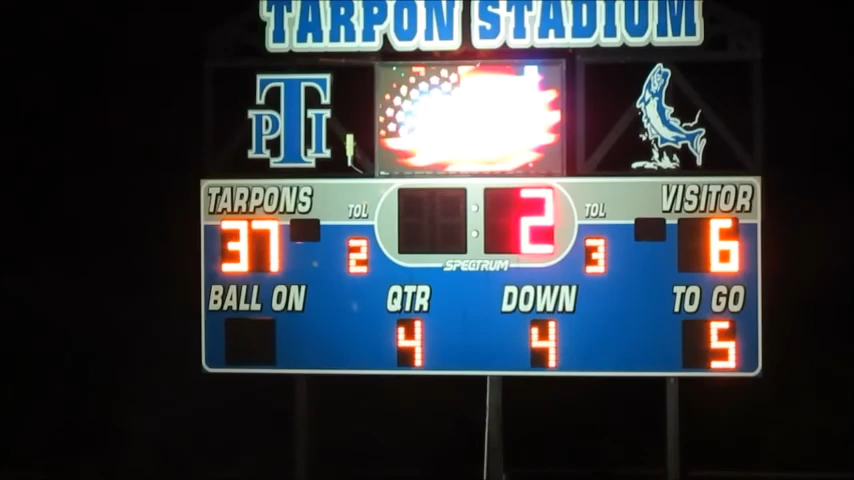 TARPON STADIUM
PTI
TARPONS TOL : 2 TOL VISITOR
37 2 SPECTRUM 3 6
BALL ON QTR DOWN TO GO
4 4 5